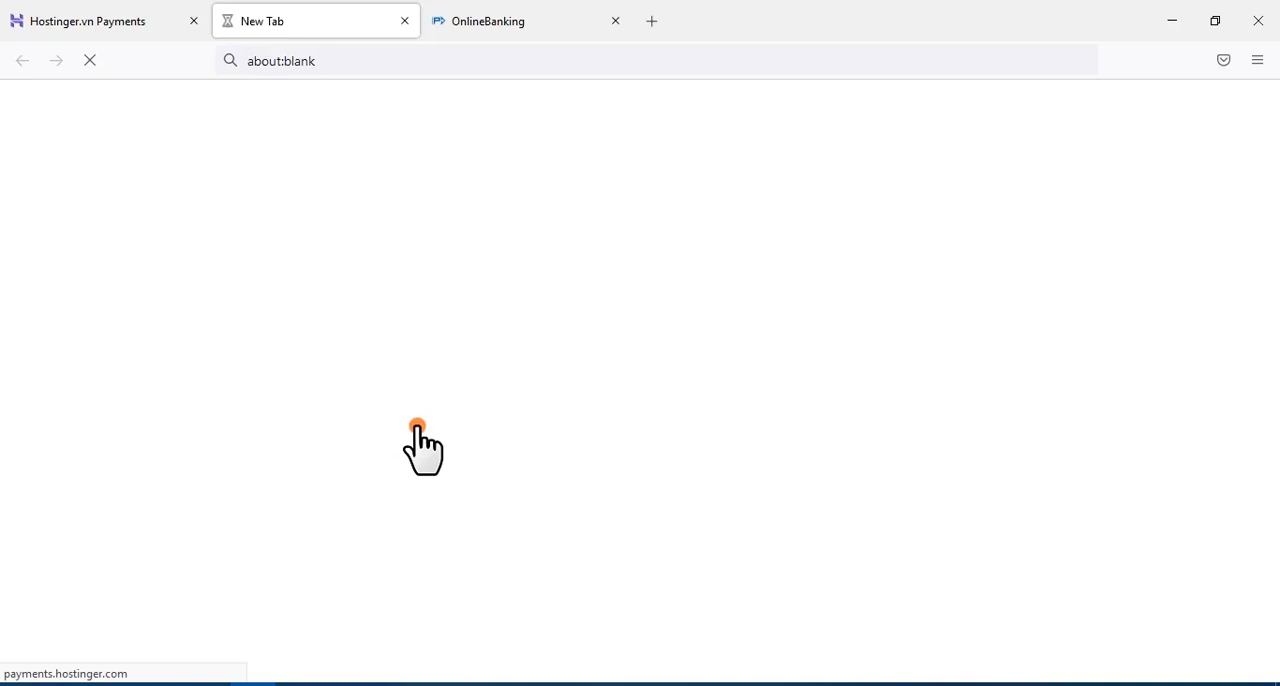 Hostinger.vn Payments
New Tab
OnlineBanking
about:blank
payments.hostinger.com